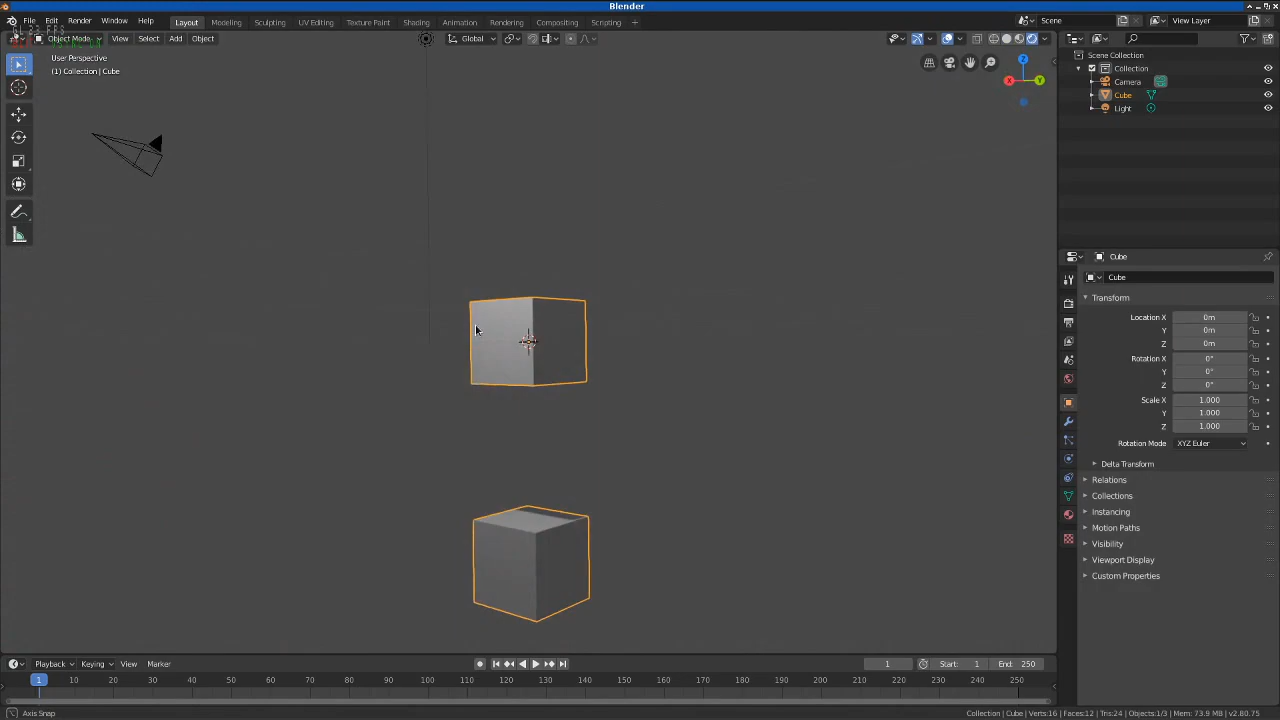 Blender
File Edit Render Window Help Layout Modeling Sculpting UV Editing Texture Paint Shading Animation Rendering Compositing Scripting + Scene View Layer
Object Mode View Select Add Object Global
User Perspective
(1) Collection | Cube
Z
X Y
Scene Collection
Collection
Camera
Cube
Light
Cube
Cube
Transform
Location X 0m
Y 0m
Z 0m
Rotation X 0°
Y 0°
Z 0°
Scale X 1.000
Y 1.000
Z 1.000
Rotation Mode XYZ Euler
Delta Transform
Relations
Collections
Instancing
Motion Paths
Visibility
Viewport Display
Custom Properties
Playback Keying View Marker 1 Start: 1 End: 250
1 10 20 30 40 50 60 70 80 90 100 110 120 130 140 150 160 170 180 190 200 210 220 230 240 250
Axis Snap Collection | Cube | Verts:16 | Faces:12 | Tris:24 | Objects:1/3 | Mem: 73.9 MB | v2.80.75